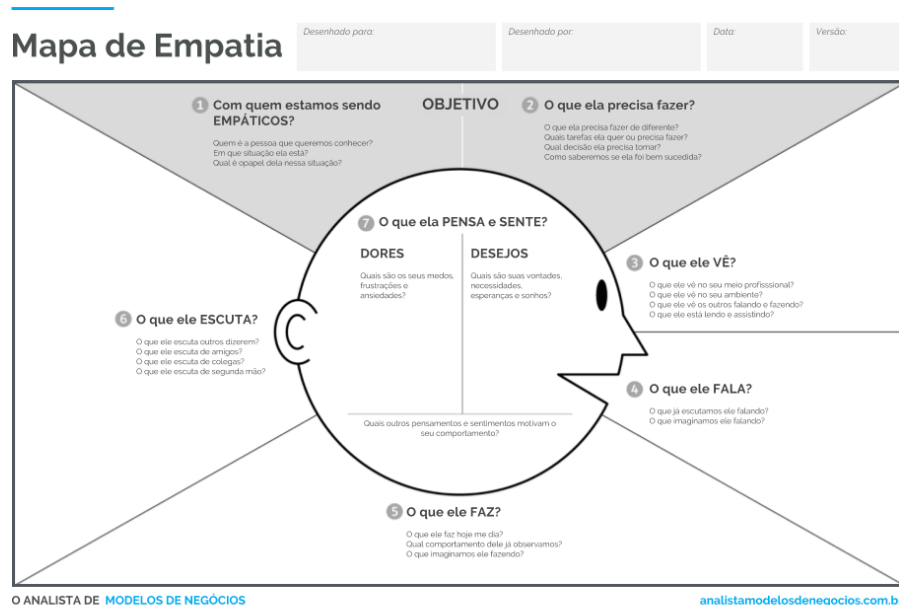 Mapa de Empatia
Desenhado para:
Desenhado por:
Data:
Versão:
OBJETIVO
1 Com quem estamos sendo
EMPÁTICOS?
Quem é a pessoa que queremos conhecer?
Em que situação ela está?
Qual é opapel dela nessa situação?
2 O que ela precisa fazer?
O que ela precisa fazer de diferente?
Quais tarefas ela quer ou precisa fazer?
Qual decisão ela precisa tomar?
Como saberemos se ela foi bem sucedida?
7 O que ela PENSA e SENTE?
DORES
Quais são os seus medos,
frustrações e
ansiedades?
DESEJOS
Quais são suas vontades,
necessidades,
esperanças e sonhos?
Quais outros pensamentos e sentimentos motivam o
seu comportamento?
3 O que ele VÊ?
O que ele vê no seu meio profisssional?
O que ele vê no seu ambiente?
O que ele vê os outros falando e fazendo?
O que ele está lendo e assistindo?
4 O que ele FALA?
O que já escutamos ele falando?
O que imaginamos ele falando?
5 O que ele FAZ?
O que ele faz hoje me dia?
Qual comportamento dele já observamos?
O que imaginamos ele fazendo?
6 O que ele ESCUTA?
O que ele escuta outros dizerem?
O que ele escuta de amigos?
O que ele escuta de colegas?
O que ele escuta de segunda mão?
O ANALISTA DE MODELOS DE NEGÓCIOS
analistamodelosdenegocios.com.b